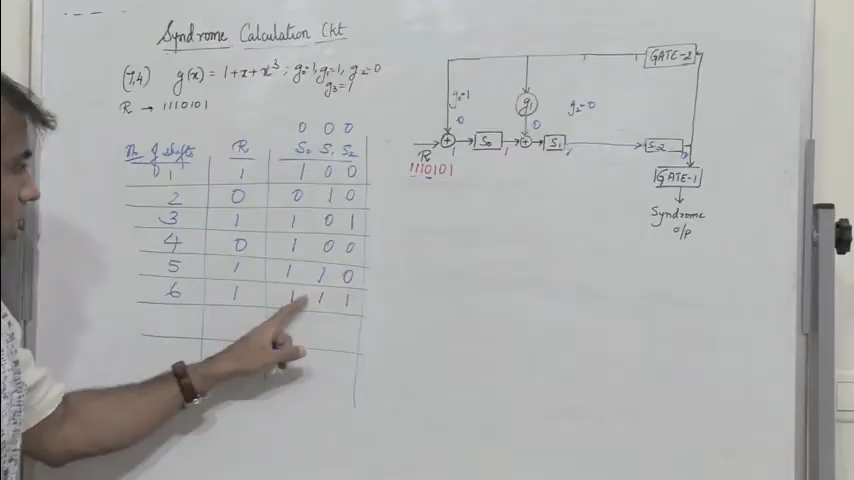 Syndrome Calculation Ckt
(7,4) g(x) = 1+x+x³ ; g₀=1, g₁=1, g₂=0
g₃=1
R → 1110101
0 0 0
No. of shifts R S₀ S₁ S₂
1 1 1 0 0
2 0 0 1 0
3 1 1 0 1
4 0 1 0 0
5 1 1 1 0
6 1 1 1 1
GATE-2
g₀=1
g₁
g₂=0
0
0
+ S₀ + S₁ S₂
R
1110101
GATE-1
Syndrome
o/p